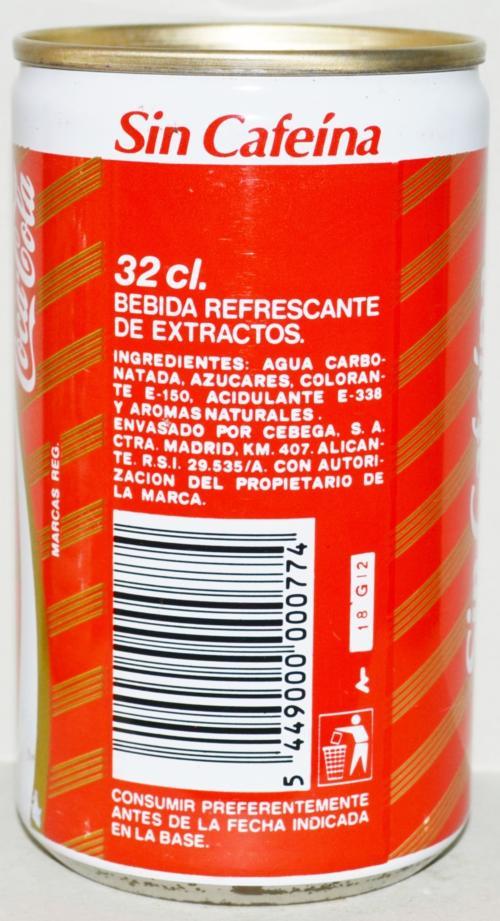 Sin Cafeína
Coca-Cola
32 cl.
BEBIDA REFRESCANTE
DE EXTRACTOS.
INGREDIENTES: AGUA CARBO-
NATADA, AZUCARES, COLORAN-
TE E-150, ACIDULANTE E-338
Y AROMAS NATURALES.
ENVASADO POR CEBEGA, S. A.
CTRA. MADRID, KM. 407. ALICAN-
TE. R.S.I. 29.535/A. CON AUTORI-
ZACION DEL PROPIETARIO DE
LA MARCA.
MARCAS REG.
5 449000 000774
18 G12
CONSUMIR PREFERENTEMENTE
ANTES DE LA FECHA INDICADA
EN LA BASE.